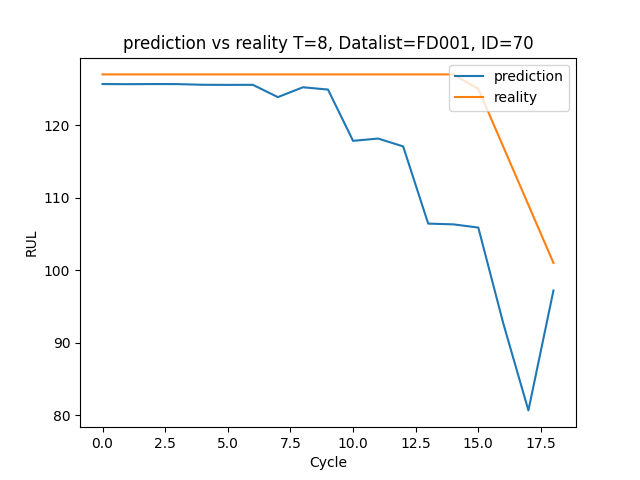 prediction vs reality T=8, Datalist=FD001, ID=70
prediction
reality
RUL
120
110
100
90
80
0.0 2.5 5.0 7.5 10.0 12.5 15.0 17.5
Cycle